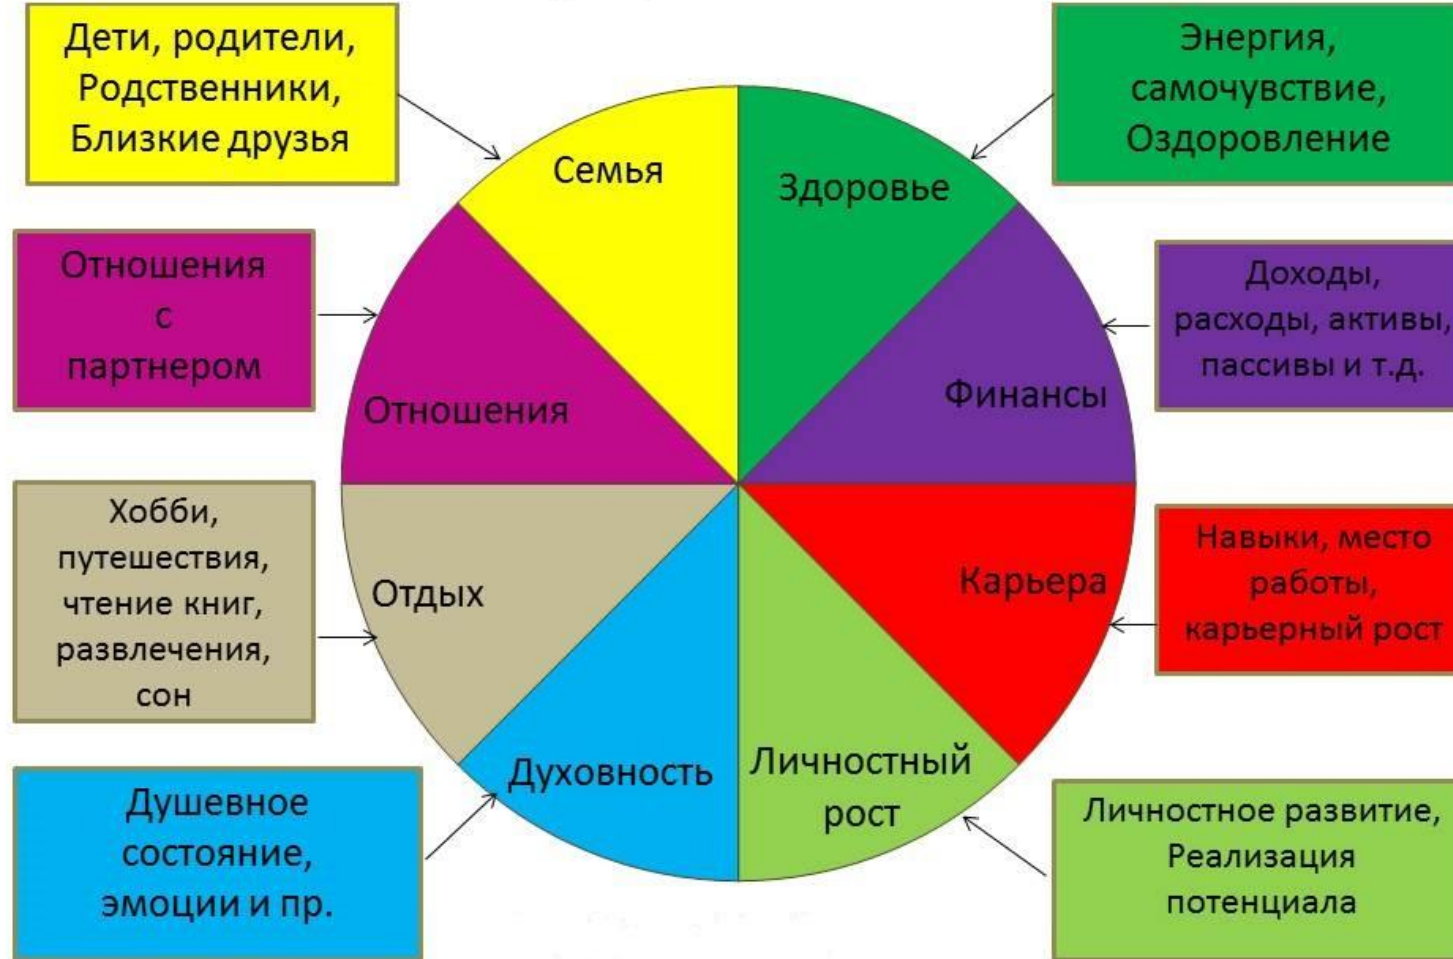 Дети, родители,
Родственники,
Близкие друзья
Энергия,
самочувствие,
Оздоровление
Семья
Здоровье
Отношения
с
партнером
Доходы,
расходы, активы,
пассивы и т.д.
Отношения
Финансы
Хобби,
путешествия,
чтение книг,
развлечения,
сон
Отдых
Карьера
Навыки, место
работы,
карьерный рост
Духовность
Личностный
рост
Душевное
состояние,
эмоции и пр.
Личностное развитие,
Реализация
потенциала